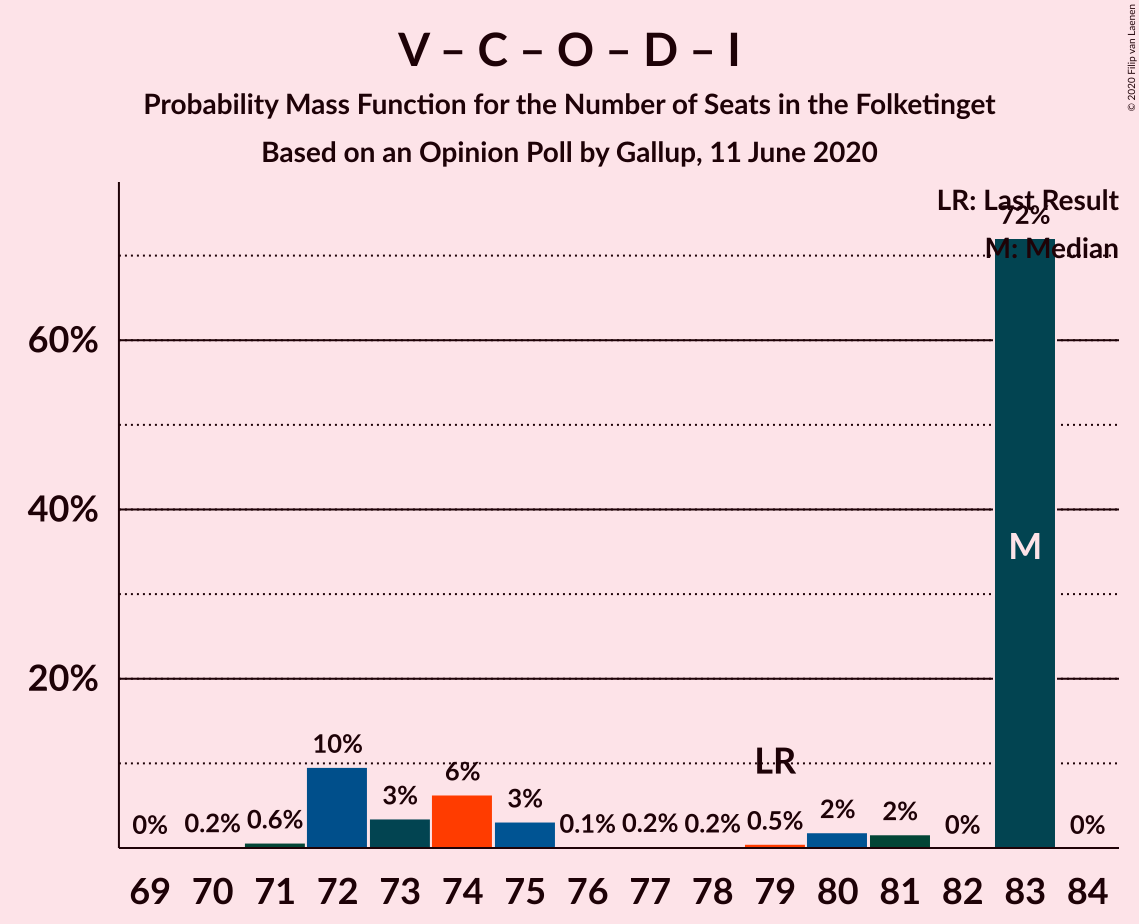 V – C – O – D – I
Probability Mass Function for the Number of Seats in the Folketinget
Based on an Opinion Poll by Gallup, 11 June 2020
© 2020 Filip van Laenen
LR: Last Result
M: Median
60%
40%
20%
0%
0.2%
0.6%
10%
3%
6%
3%
0.1%
0.2%
0.2%
0.5%
LR
2%
2%
0%
72%
M
0%
69 70 71 72 73 74 75 76 77 78 79 80 81 82 83 84